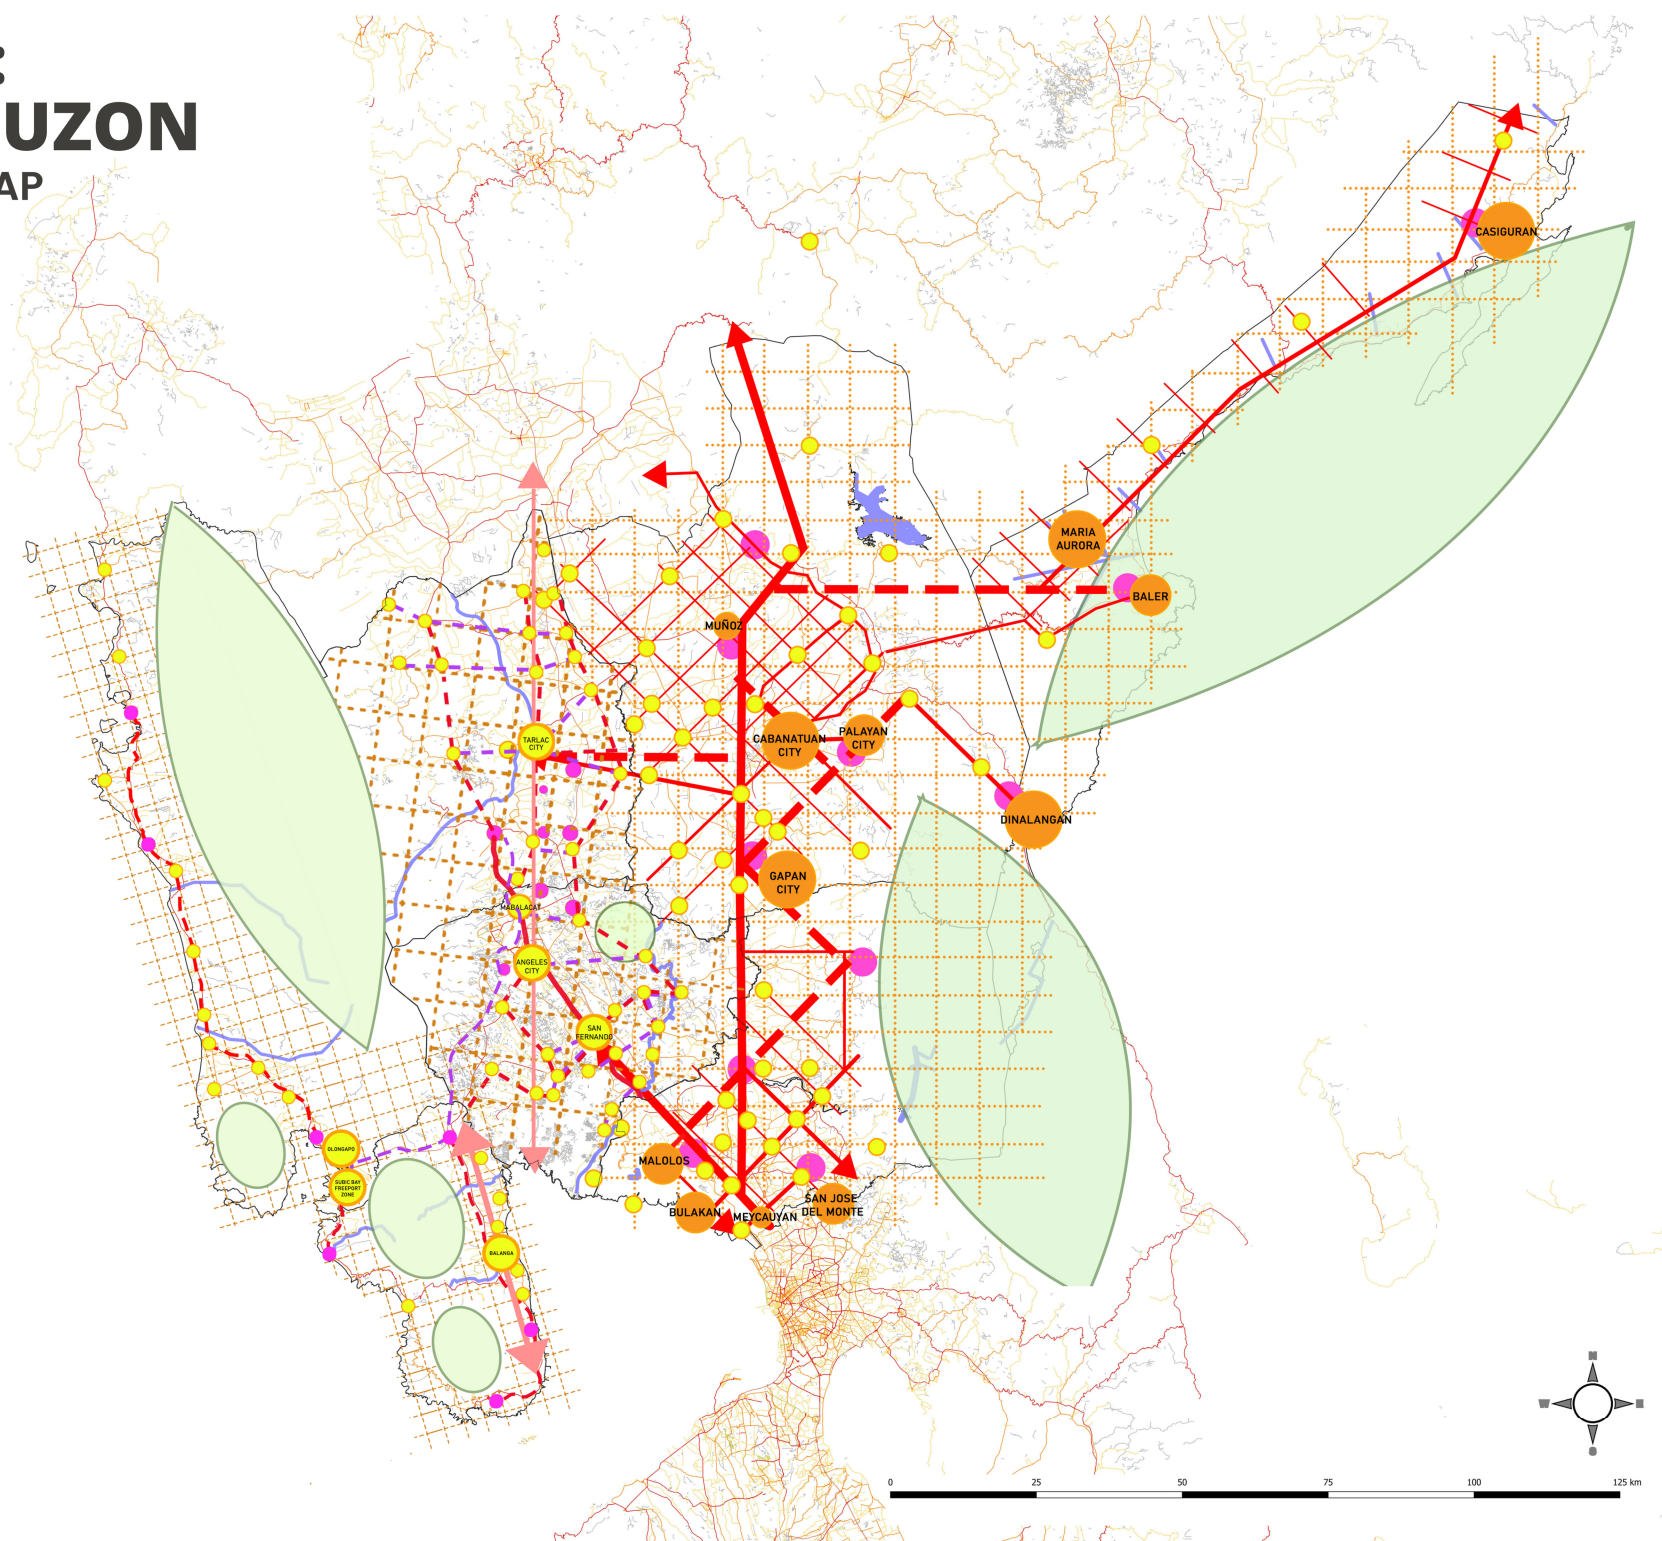 :
UZON
AP
CASIGURAN
MARIA
AURORA
BALER
MUÑOZ
TARLAC
CITY
CABANATUAN
CITY
PALAYAN
CITY
DINALANGAN
GAPAN
CITY
MABALACAT
ANGELES
CITY
SAN
FERNANDO
OLONGAPO
SUBIC BAY
FREEPORT
ZONE
MALOLOS
BULAKAN
MEYCAUYAN
SAN JOSE
DEL MONTE
BALANGA
N
W
E
S
0 25 50 75 100 125 km